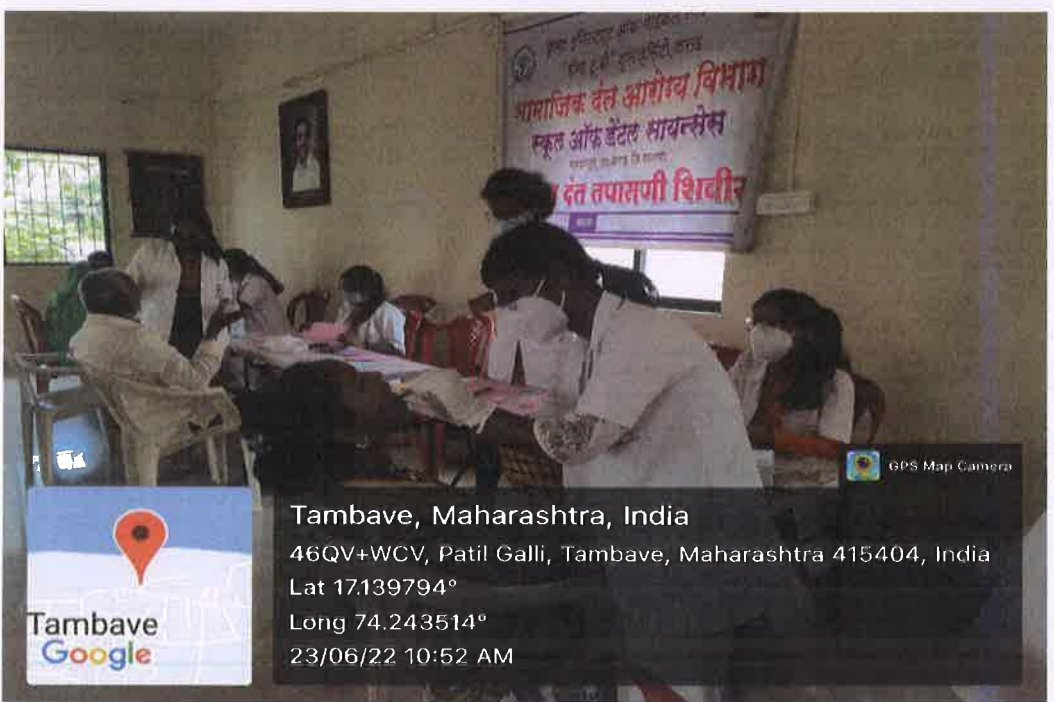 सामाजिक दंत आरोग्य विभाग
स्कूल ऑफ डेंटल सायन्सेस
दंत तपासणी शिबीर
GPS Map Camera
Tambave, Maharashtra, India
46QV+WCV, Patil Galli, Tambave, Maharashtra 415404, India
Lat 17.139794°
Long 74.243514°
23/06/22 10:52 AM
Tambave
Google